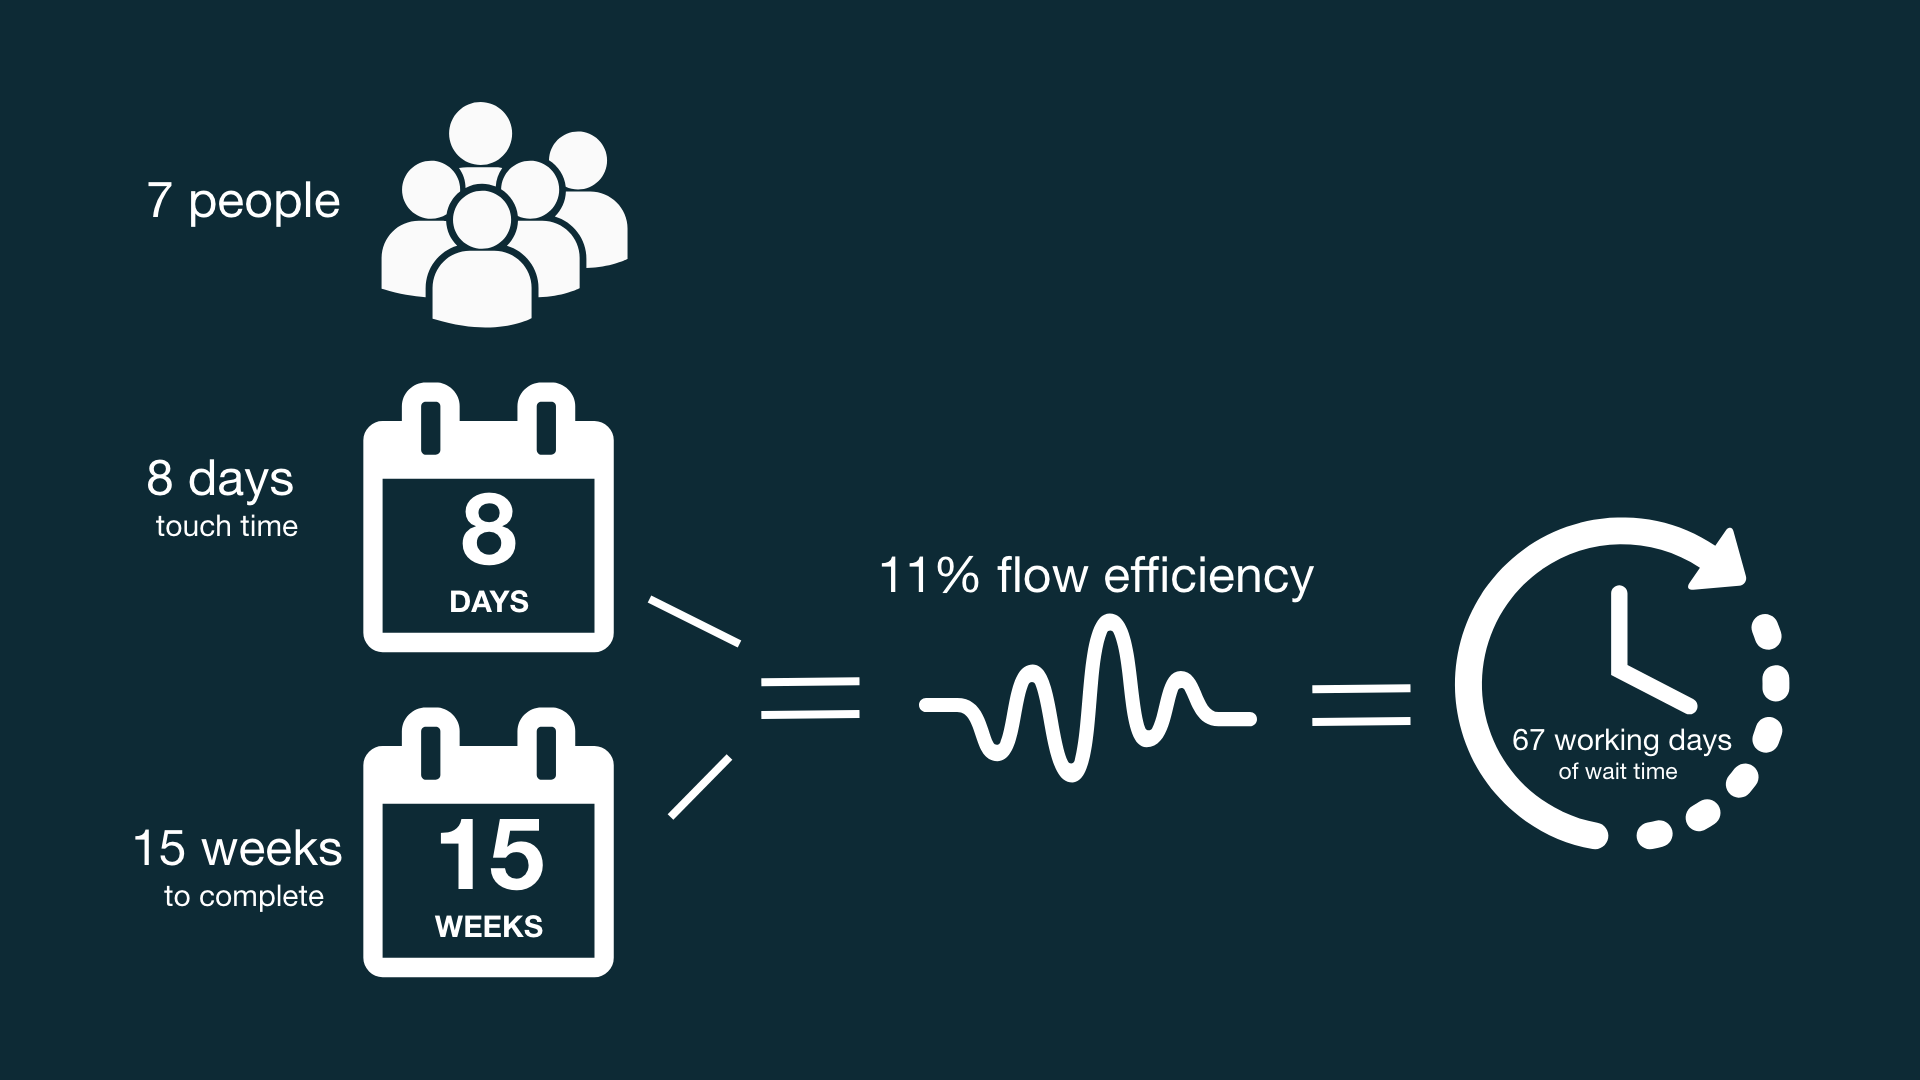 7 people
8 days
touch time
8
DAYS
11% flow efficiency
67 working days
of wait time
15 weeks
to complete
15
WEEKS